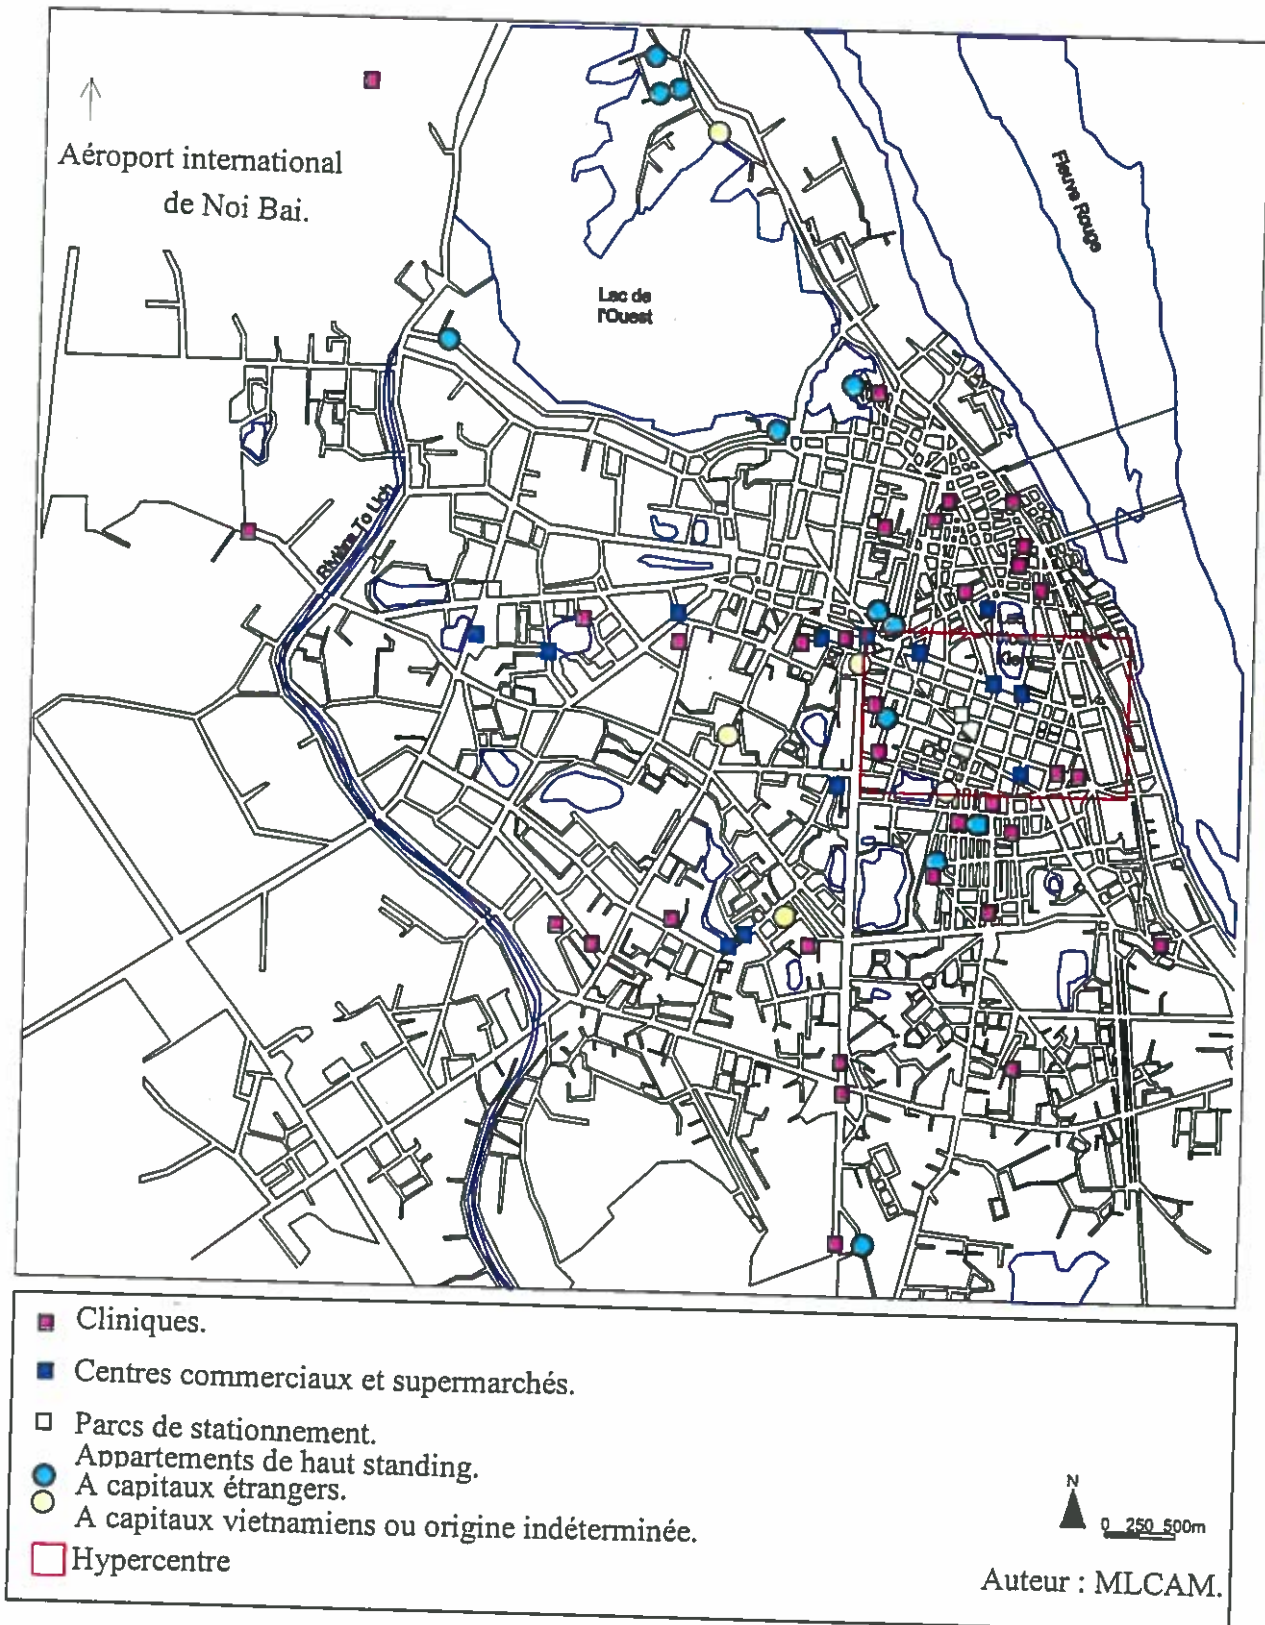 Aéroport international
de Noi Bai.
Fleuve Rouge
Lac de
l'Ouest
Rivière To Lich
Cliniques.
Centres commerciaux et supermarchés.
Parcs de stationnement.
Appartements de haut standing.
A capitaux étrangers.
A capitaux vietnamiens ou origine indéterminée.
Hypercentre
N
0 250 500m
Auteur : MLCAM.